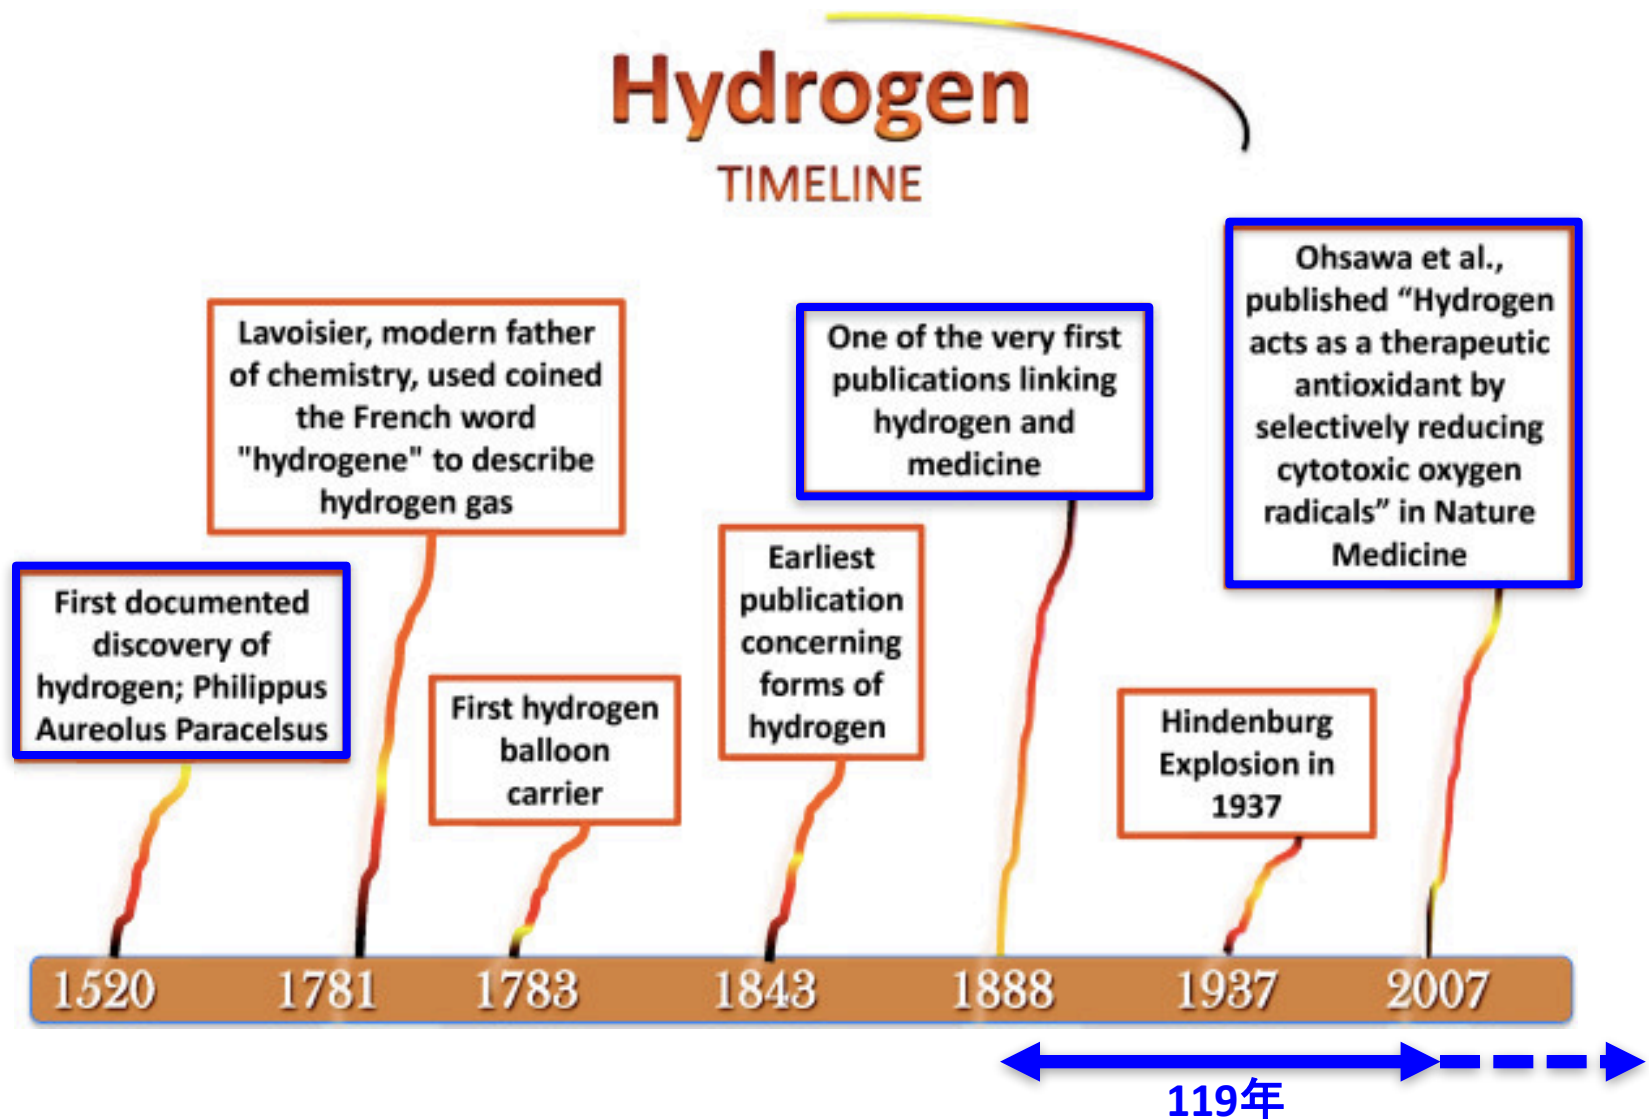 Hydrogen
TIMELINE
First documented
discovery of
hydrogen; Philippus
Aureolus Paracelsus
Lavoisier, modern father
of chemistry, used coined
the French word
"hydrogene" to describe
hydrogen gas
First hydrogen
balloon
carrier
Earliest
publication
concerning
forms of
hydrogen
One of the very first
publications linking
hydrogen and
medicine
Hindenburg
Explosion in
1937
Ohsawa et al.,
published “Hydrogen
acts as a therapeutic
antioxidant by
selectively reducing
cytotoxic oxygen
radicals” in Nature
Medicine
1520 1781 1783 1843 1888 1937 2007
119年